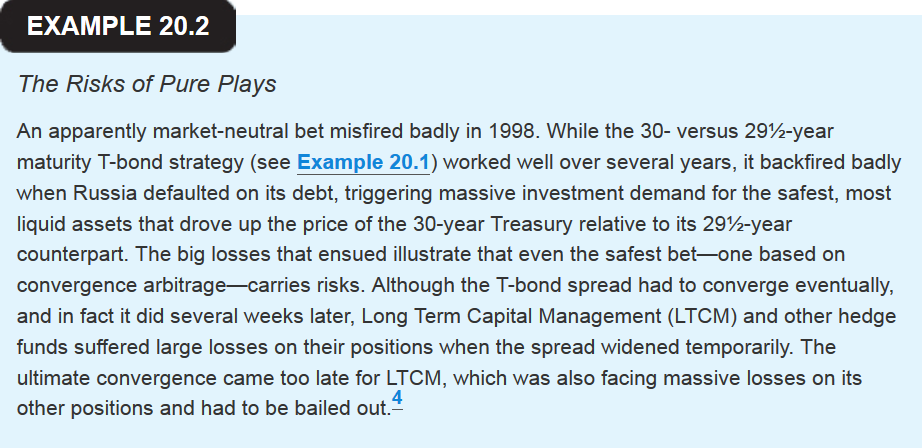 EXAMPLE 20.2
The Risks of Pure Plays
An apparently market-neutral bet misfired badly in 1998. While the 30- versus 29½-year
maturity T-bond strategy (see Example 20.1) worked well over several years, it backfired badly
when Russia defaulted on its debt, triggering massive investment demand for the safest, most
liquid assets that drove up the price of the 30-year Treasury relative to its 29½-year
counterpart. The big losses that ensued illustrate that even the safest bet—one based on
convergence arbitrage—carries risks. Although the T-bond spread had to converge eventually,
and in fact it did several weeks later, Long Term Capital Management (LTCM) and other hedge
funds suffered large losses on their positions when the spread widened temporarily. The
ultimate convergence came too late for LTCM, which was also facing massive losses on its
other positions and had to be bailed out.4